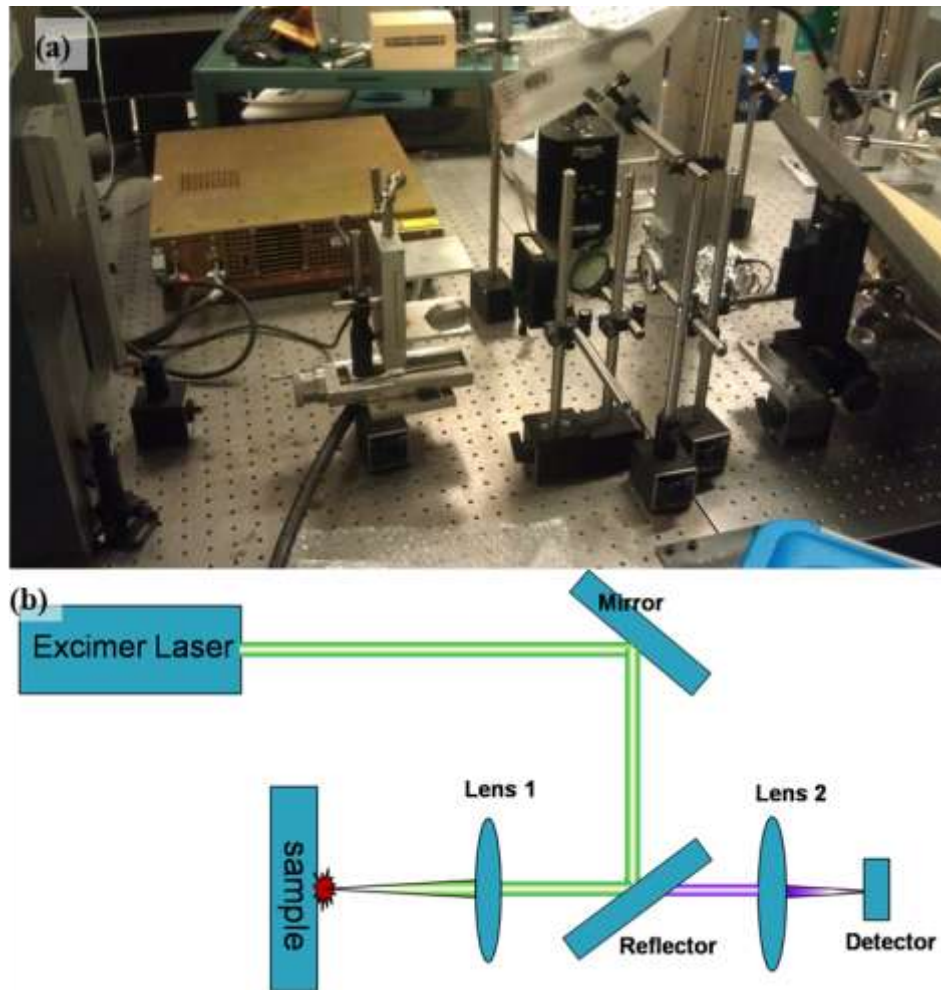 (a)
(b)
Mirror
Excimer Laser
Lens 1
Lens 2
sample
Reflector
Detector